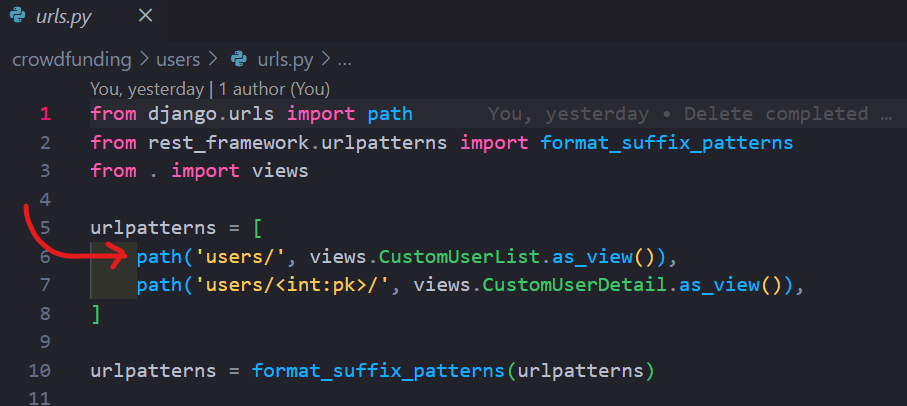 urls.py
crowdfunding > users > urls.py > ...
You, yesterday | 1 author (You)
1 from django.urls import path You, yesterday • Delete completed …
2 from rest_framework.urlpatterns import format_suffix_patterns
3 from . import views
4
5 urlpatterns = [
6     path('users/', views.CustomUserList.as_view()),
7     path('users/<int:pk>/', views.CustomUserDetail.as_view()),
8 ]
9
10 urlpatterns = format_suffix_patterns(urlpatterns)
11